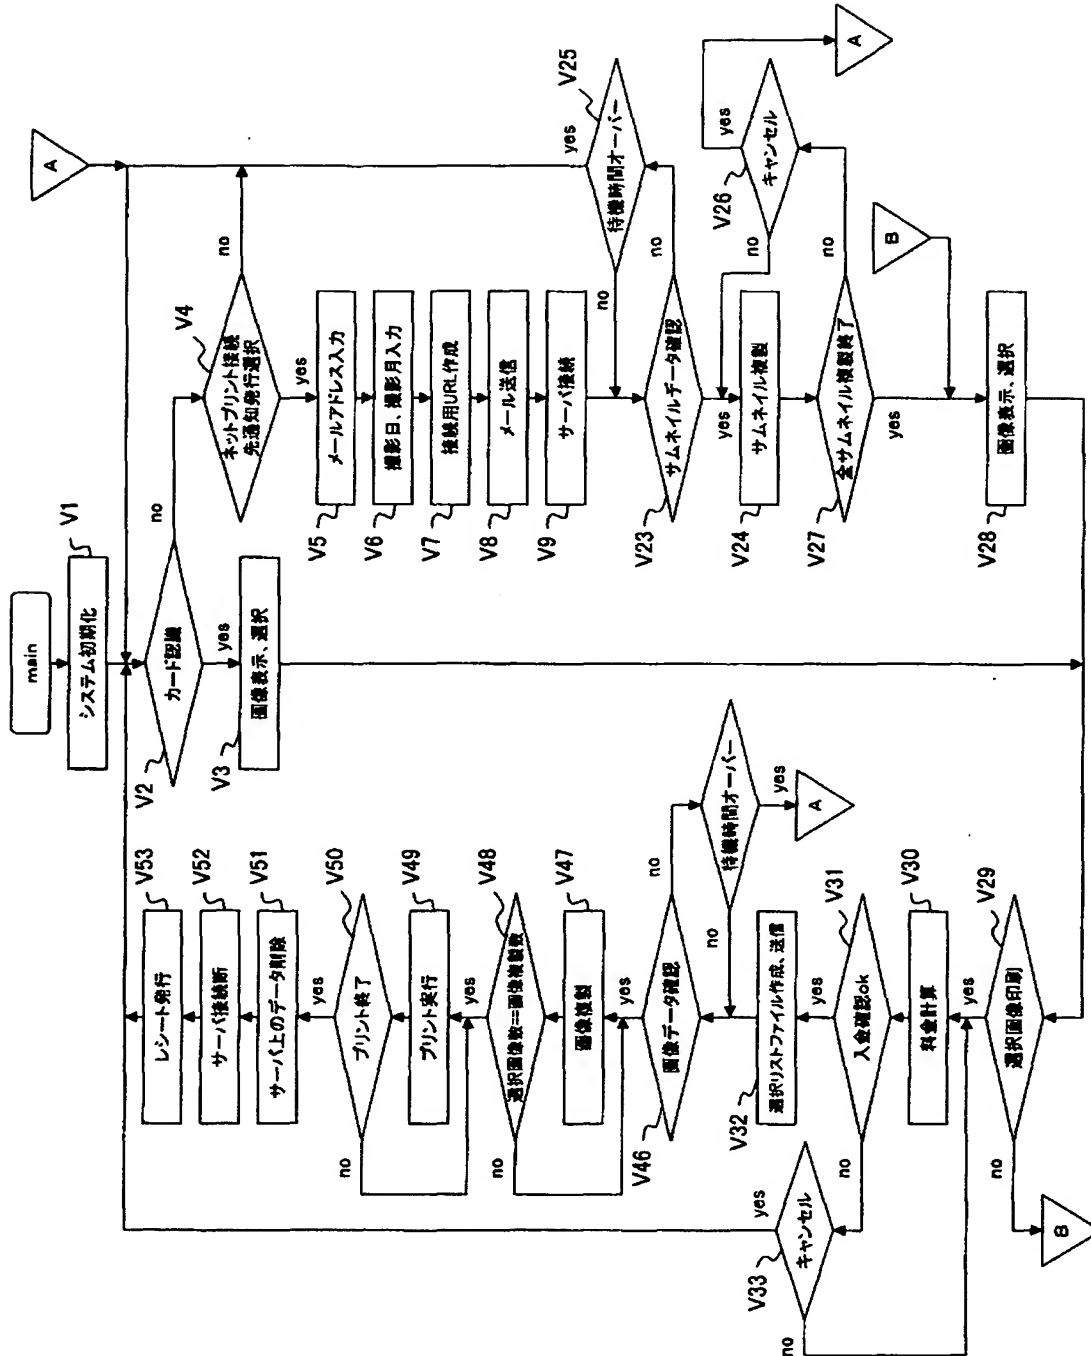 main
システム初期化
V1
カード認識
V2
yes
no
画像表示、選択
V3
A
ネットプリント接続
先通知発行選択
V4
no
yes
メールアドレス入力
V5
撮影日、撮影月入力
V6
接続用URL作成
V7
メール送信
V8
サーバ接続
V9
サムネイルデータ確認
V23
no
yes
待機時間オーバー
V25
yes
no
サムネイル複製
V24
全サムネイル複製終了
V27
no
yes
キャンセル
V26
yes
no
A
B
画像表示、選択
V28
選択画像印刷
V29
no
yes
B
料金計算
V30
入金確認ok
V31
no
yes
キャンセル
V33
yes
no
選択リストファイル作成、送信
V32
画像データ確認
V46
no
yes
待機時間オーバー
no
yes
A
画像複製
V47
選択画像数==画像複製数
V48
no
yes
プリント実行
V49
プリント終了
V50
no
yes
サーバ上のデータ削除
V51
サーバ接続断
V52
レシート発行
V53